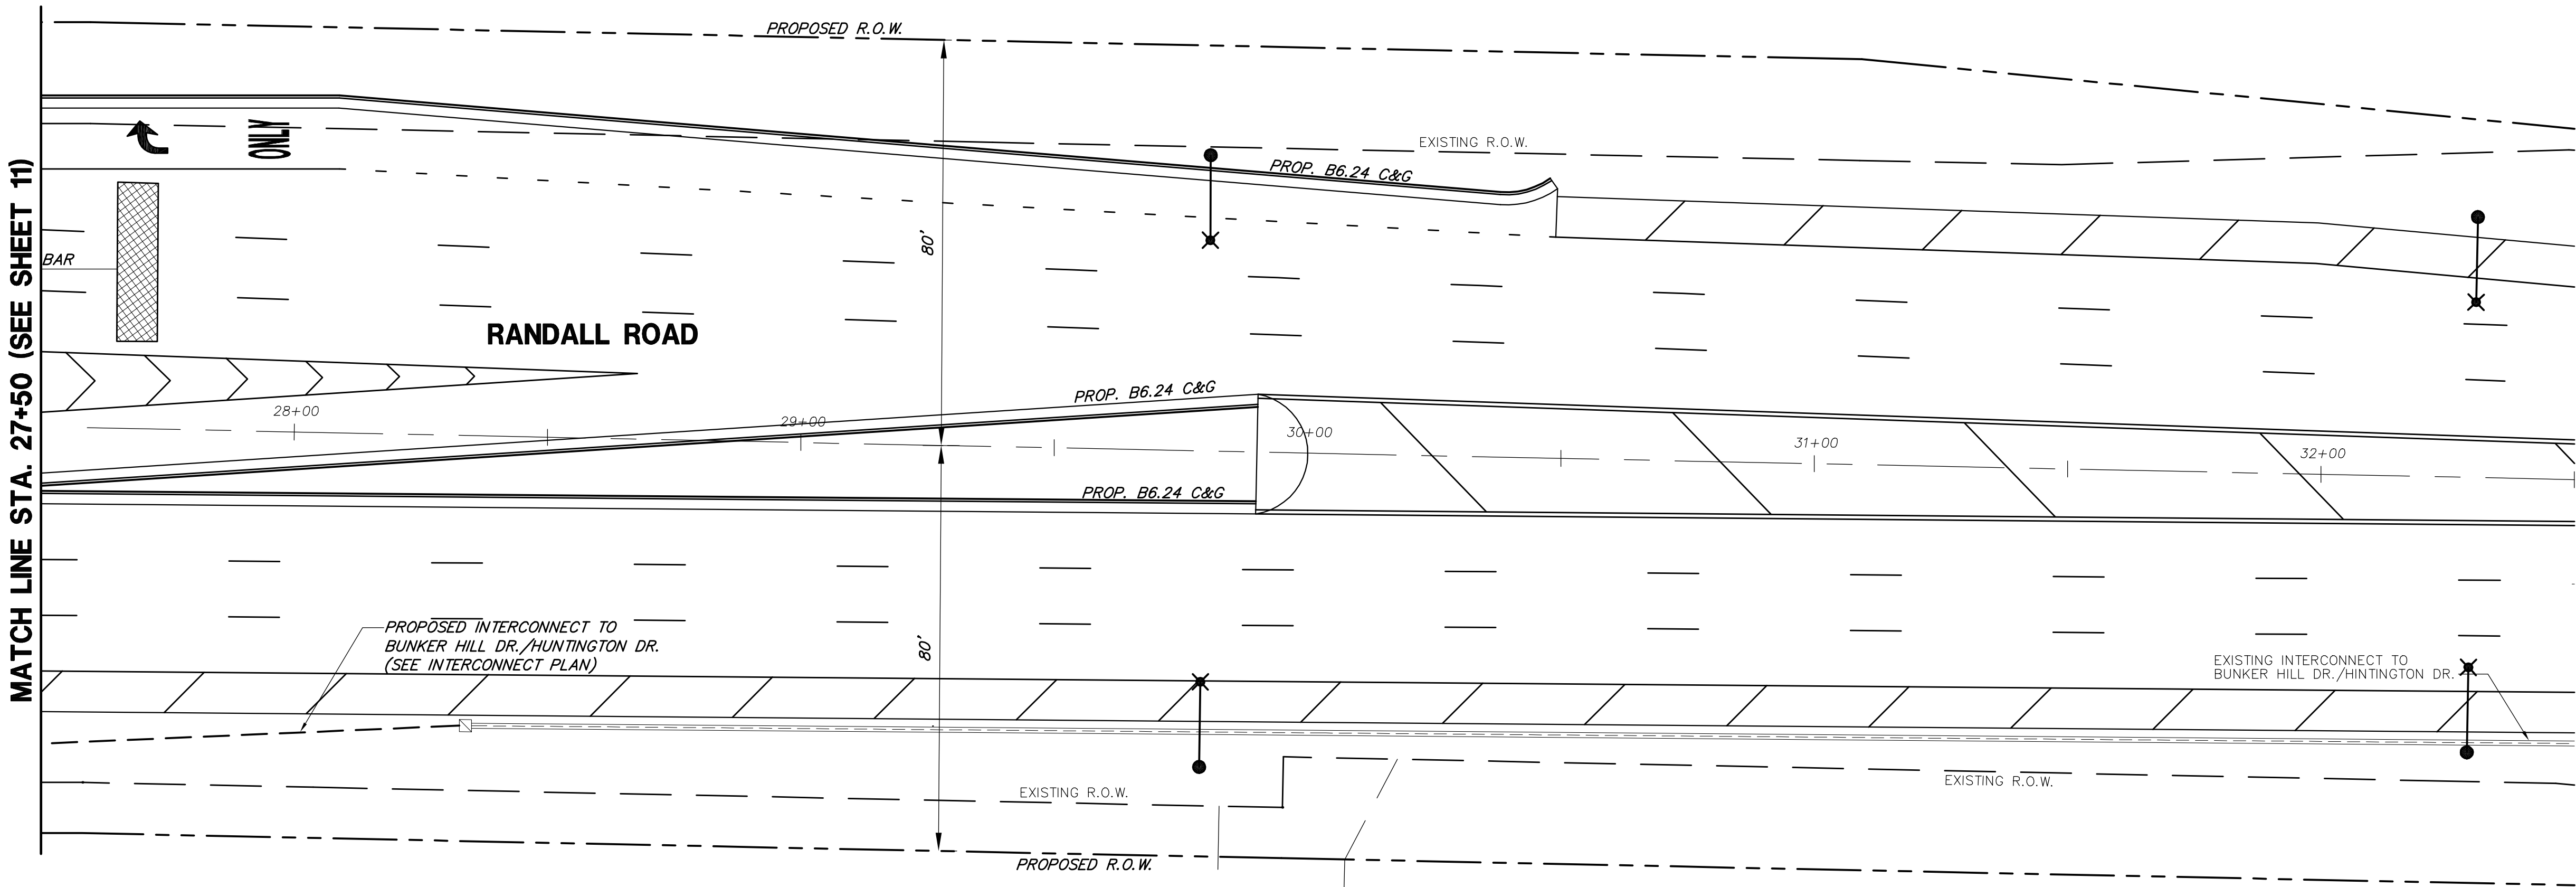 PROPOSED R.O.W.
MATCH LINE STA. 27+50 (SEE SHEET 11)
ONLY
EXISTING R.O.W.
PROP. B6.24 C&G
80'
BAR
RANDALL ROAD
PROP. B6.24 C&G
28+00
29+00
30+00
31+00
32+00
PROP. B6.24 C&G
PROPOSED INTERCONNECT TO
BUNKER HILL DR./HUNTINGTON DR.
(SEE INTERCONNECT PLAN)
80'
EXISTING INTERCONNECT TO
BUNKER HILL DR./HINTINGTON DR.
EXISTING R.O.W.
EXISTING R.O.W.
PROPOSED R.O.W.